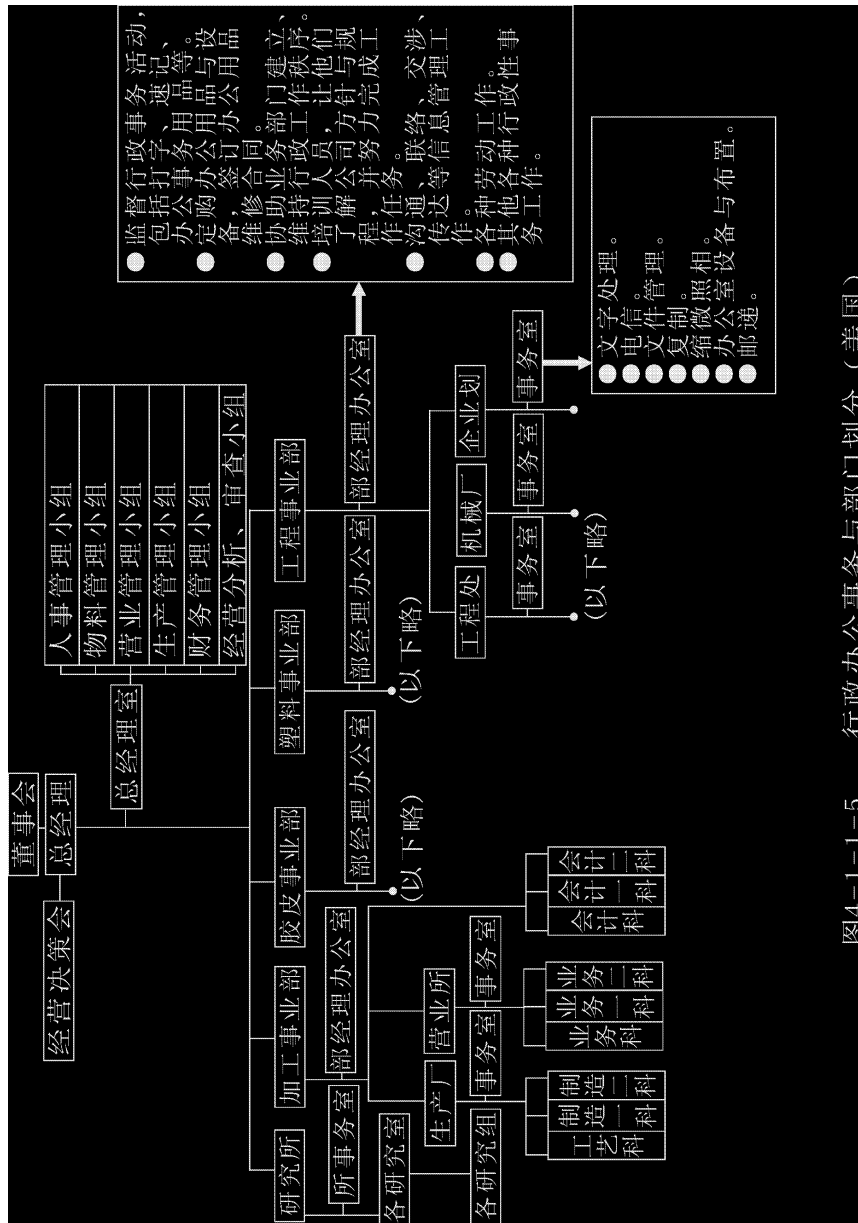 董事会
总经理
经营决策会
总经理室
人事管理小组
物料管理小组
营业管理小组
生产管理小组
财务管理小组
经营分析、审查小组
研究所
加工事业部
胶皮事业部
塑料事业部
工程事业部
所事务室
部经理办公室
部经理办公室
部经理办公室
部经理办公室
各研究室
(以下略)
(以下略)
各研究组
生产厂
营业所
工程处
机械厂
企业划
事务室
事务室
事务室
事务室
事务室
工艺科
制造一科
制造二科
业务科
业务一科
业务二科
会计科
会计一科
会计二科
(以下略)
● 监督行政事务活动，
包括打字、速记、
办公事务用品等。
● 定购办公用品与设
备，签订办公用品
维修合同。
● 协助业务部门建立、
维持行政工作秩序。
● 培训人员，让他们
了解公司方针与规
程，并努力完成工
作任务。
● 沟通、联络、交涉、
传达等信息管理工
作。
● 各种劳动工作。
● 其他各种行政性事
务工作。
● 文字处理。
● 电信。
● 文件管理。
● 复制。
● 缩微照相。
● 办公室设备与布置。
● 邮递。
图4-1-1-5 行政办公事务与部门划分（美国）